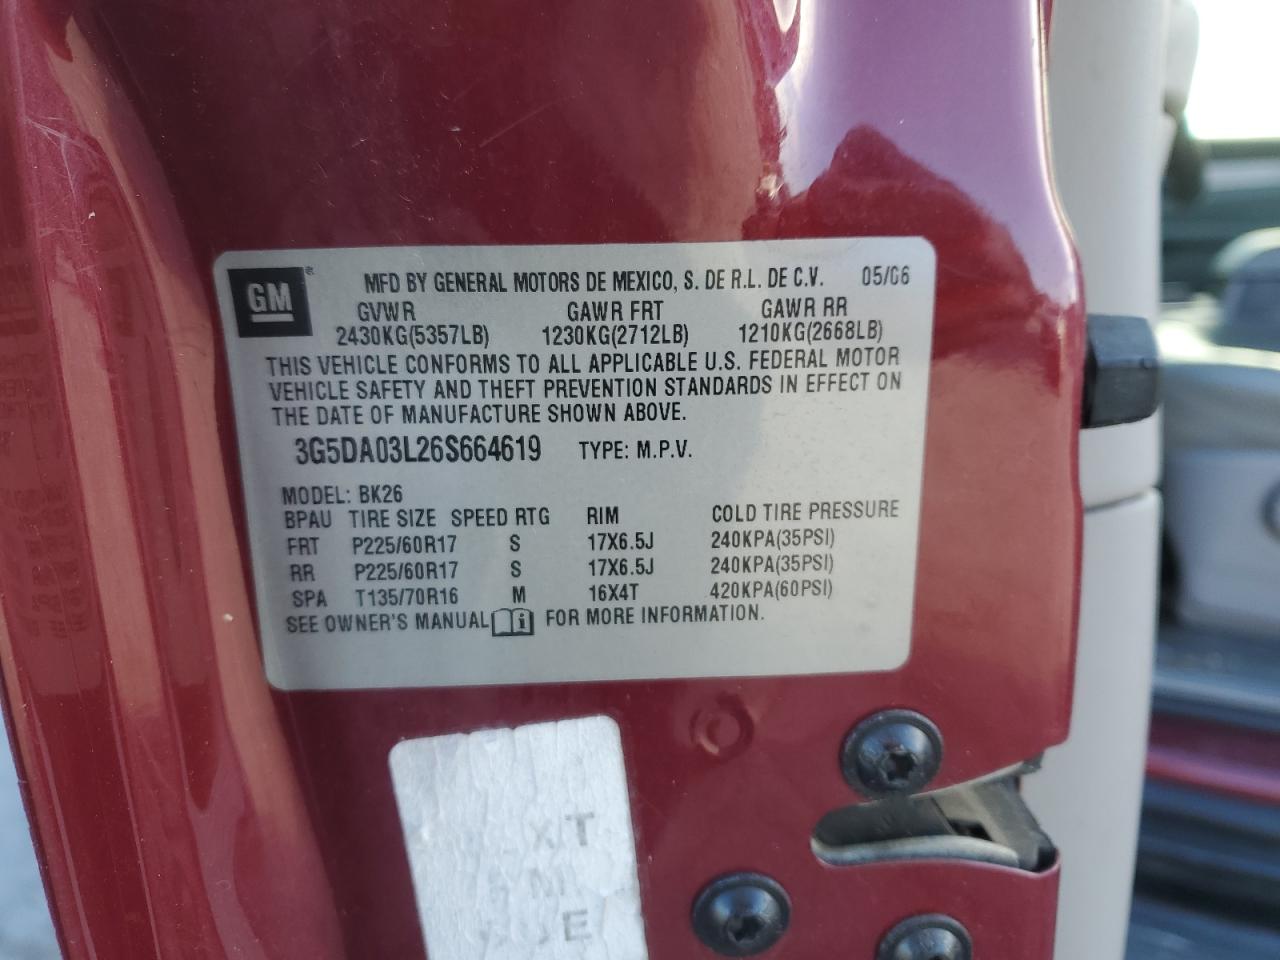 GM ® MFD BY GENERAL MOTORS DE MEXICO, S. DE R.L. DE C.V. 05/06
GVWR GAWR FRT GAWR RR
2430KG(5357LB) 1230KG(2712LB) 1210KG(2668LB)
THIS VEHICLE CONFORMS TO ALL APPLICABLE U.S. FEDERAL MOTOR
VEHICLE SAFETY AND THEFT PREVENTION STANDARDS IN EFFECT ON
THE DATE OF MANUFACTURE SHOWN ABOVE.
3G5DA03L26S664619 TYPE: M.P.V.
MODEL: BK26
BPAU TIRE SIZE SPEED RTG RIM COLD TIRE PRESSURE
FRT P225/60R17 S 17X6.5J 240KPA(35PSI)
RR P225/60R17 S 17X6.5J 240KPA(35PSI)
SPA T135/70R16 M 16X4T 420KPA(60PSI)
SEE OWNER'S MANUAL i FOR MORE INFORMATION.
XT
M
E